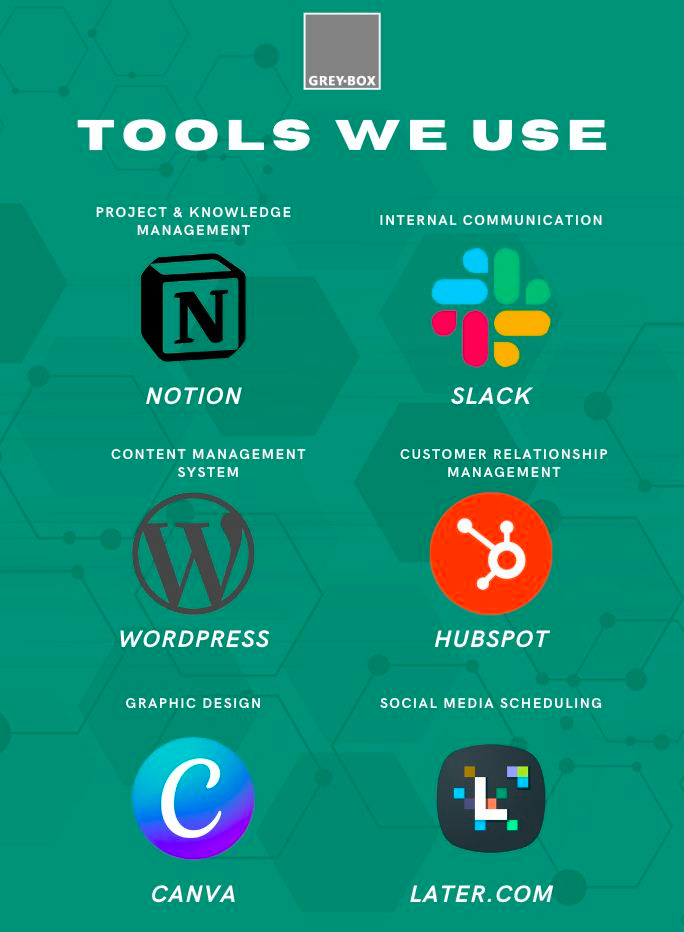 GREY•BOX
TOOLS WE USE
PROJECT & KNOWLEDGE
MANAGEMENT
INTERNAL COMMUNICATION
N
NOTION
SLACK
CONTENT MANAGEMENT
SYSTEM
CUSTOMER RELATIONSHIP
MANAGEMENT
W
WORDPRESS
HUBSPOT
GRAPHIC DESIGN
SOCIAL MEDIA SCHEDULING
C
L
CANVA
LATER.COM